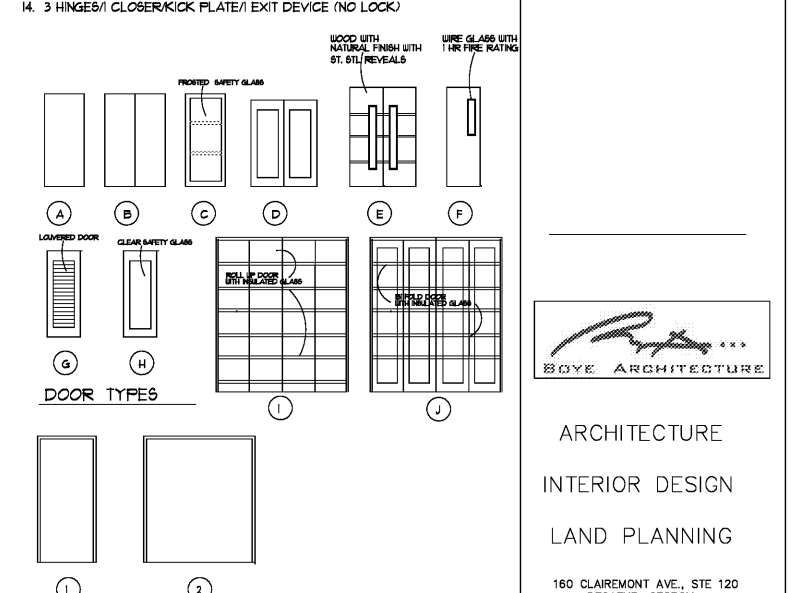 14. 3 HINGES/1 CLOSER/KICK PLATE/1 EXIT DEVICE (NO LOCK)
WOOD WITH
NATURAL FINISH WITH
ST. STL. REVEALS
WIRE GLASS WITH
1 HR FIRE RATING
FROSTED SAFETY GLASS
A
B
C
D
E
F
LOUVERED DOOR
CLEAR SAFETY GLASS
ROLL UP DOOR
WITH INSULATED GLASS
BI FOLD DOOR
WITH INSULATED GLASS
G
H
I
J
DOOR TYPES
1
2
BOYE ARCHITECTURE
ARCHITECTURE
INTERIOR DESIGN
LAND PLANNING
160 CLAIREMONT AVE., STE 120